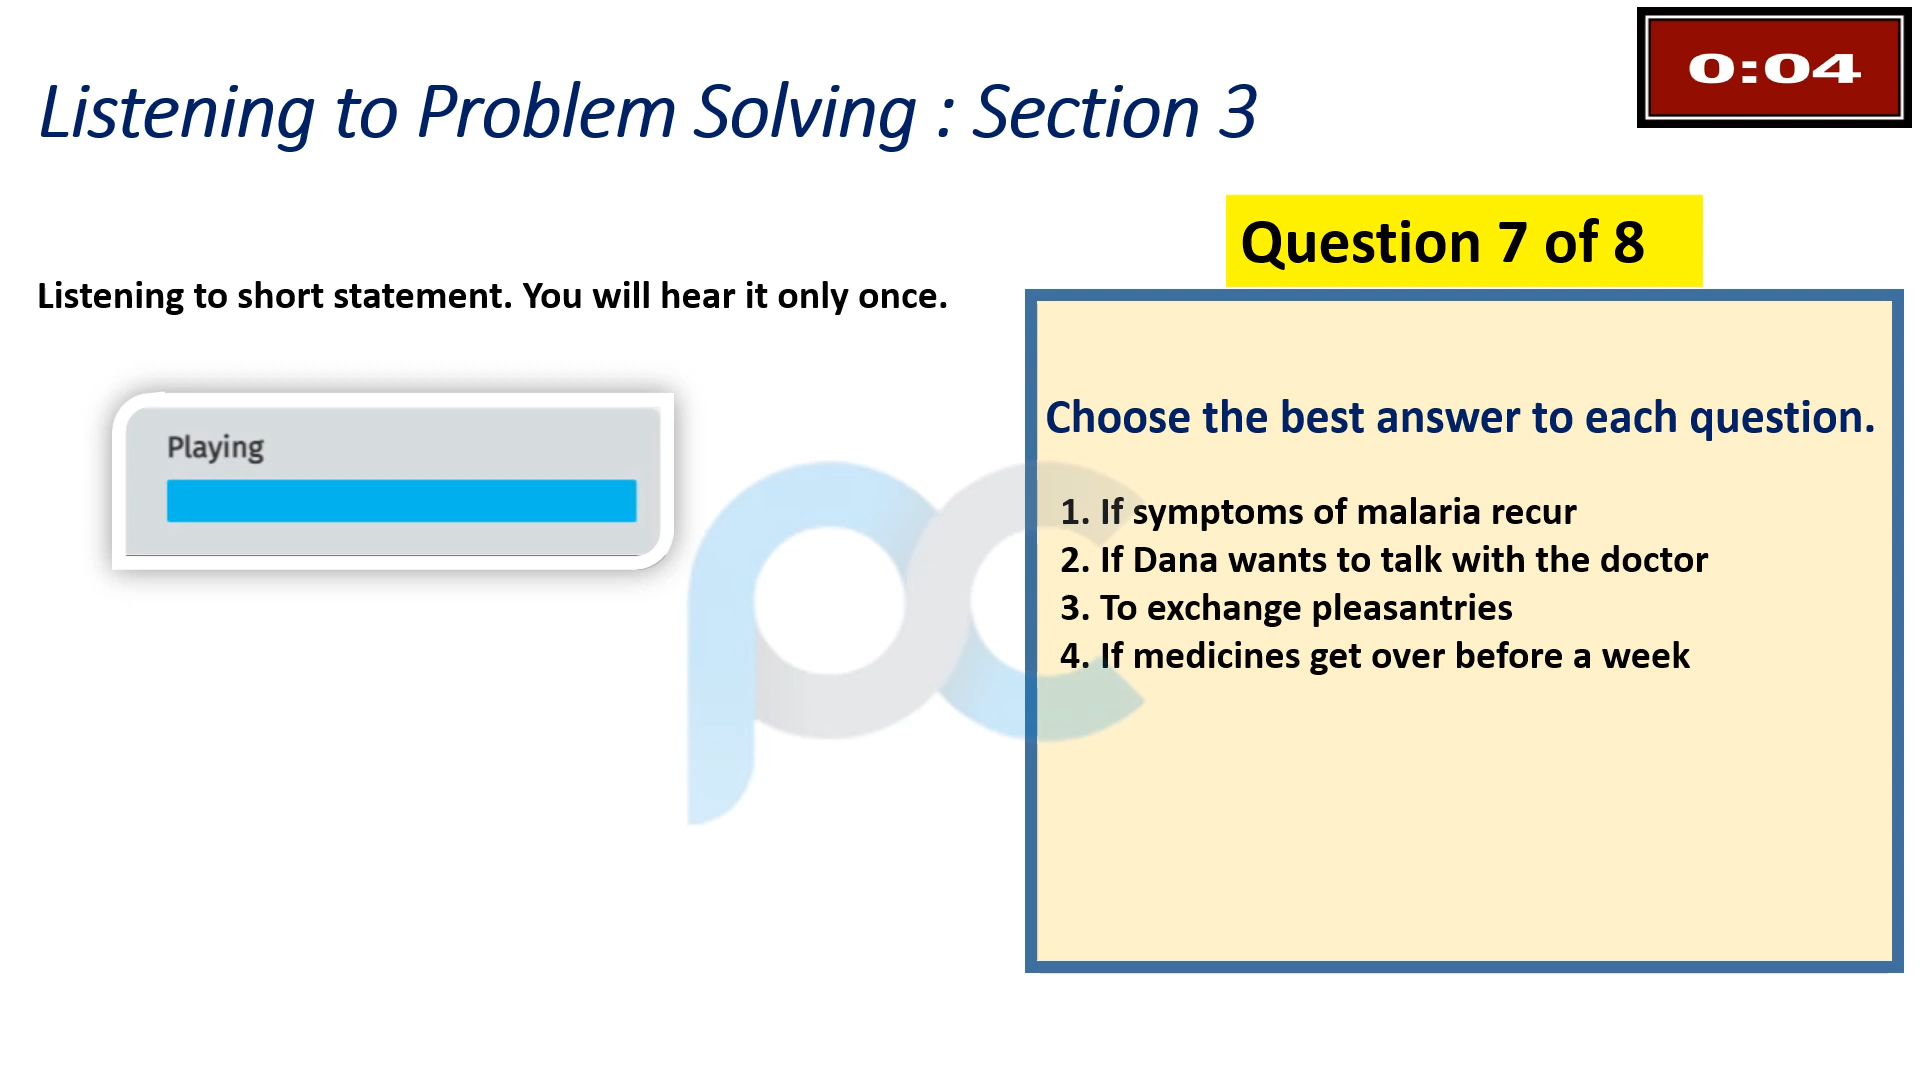 0:04
Listening to Problem Solving : Section 3
Question 7 of 8
Listening to short statement. You will hear it only once.
Playing
Choose the best answer to each question.
1. If symptoms of malaria recur
2. If Dana wants to talk with the doctor
3. To exchange pleasantries
4. If medicines get over before a week